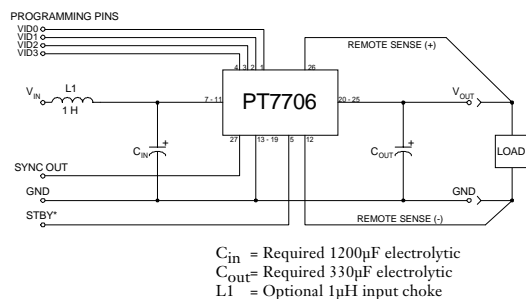 PROGRAMMING PINS
VID0
VID1
VID2
VID3
4 3 2 1
26
REMOTE SENSE (+)
L1
VIN
1 H
7 - 11
PT7706
20 - 25
VOUT
CIN
+
COUT
+
LOAD
27
13 - 19
5
12
SYNC OUT
GND
GND
STBY*
REMOTE SENSE (-)
Cin = Required 1200µF electrolytic
Cout= Required 330µF electrolytic
L1 = Optional 1µH input choke